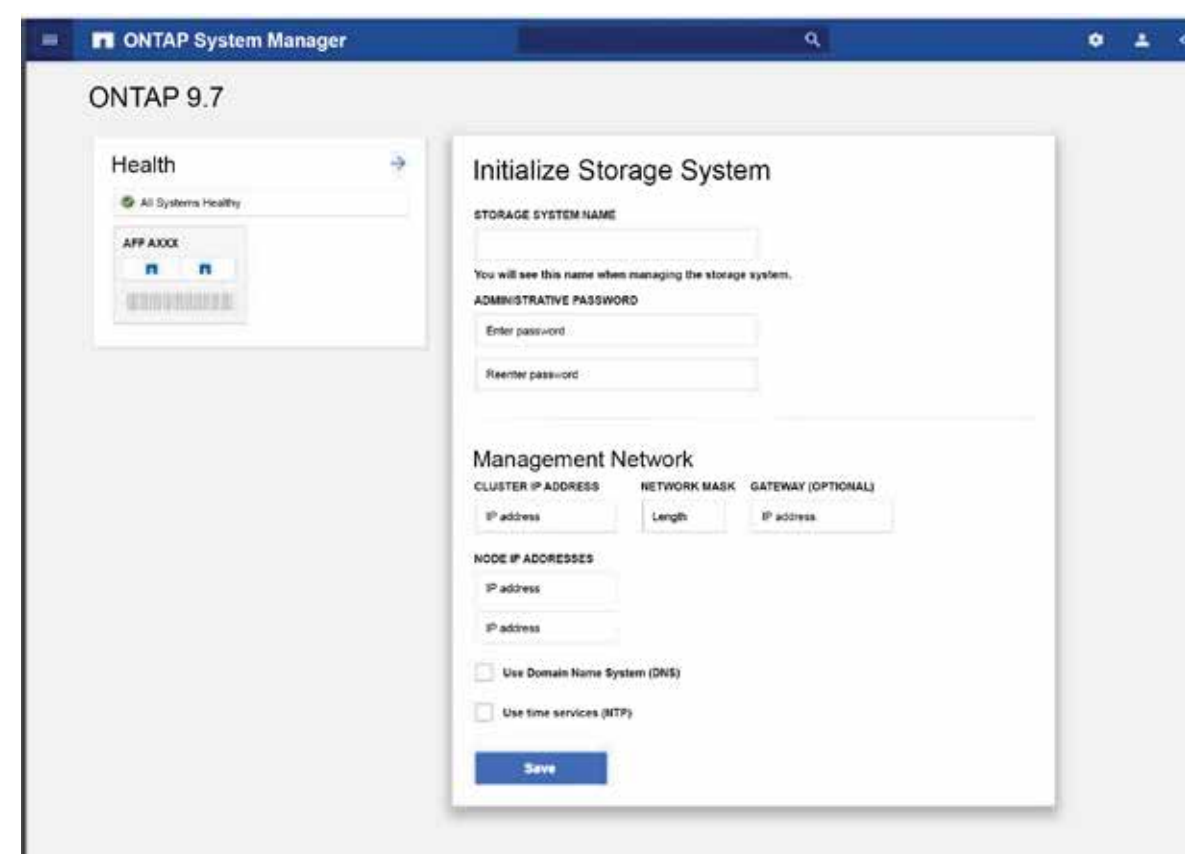 ONTAP System Manager
ONTAP 9.7
Health
All Systems Healthy
AFF AXXX
Initialize Storage System
STORAGE SYSTEM NAME
You will see this name when managing the storage system.
ADMINISTRATIVE PASSWORD
Enter password
Reenter password
Management Network
CLUSTER IP ADDRESS NETWORK MASK GATEWAY (OPTIONAL)
IP address Length IP address
NODE IP ADDRESSES
IP address
IP address
Use Domain Name System (DNS)
Use time services (NTP)
Save